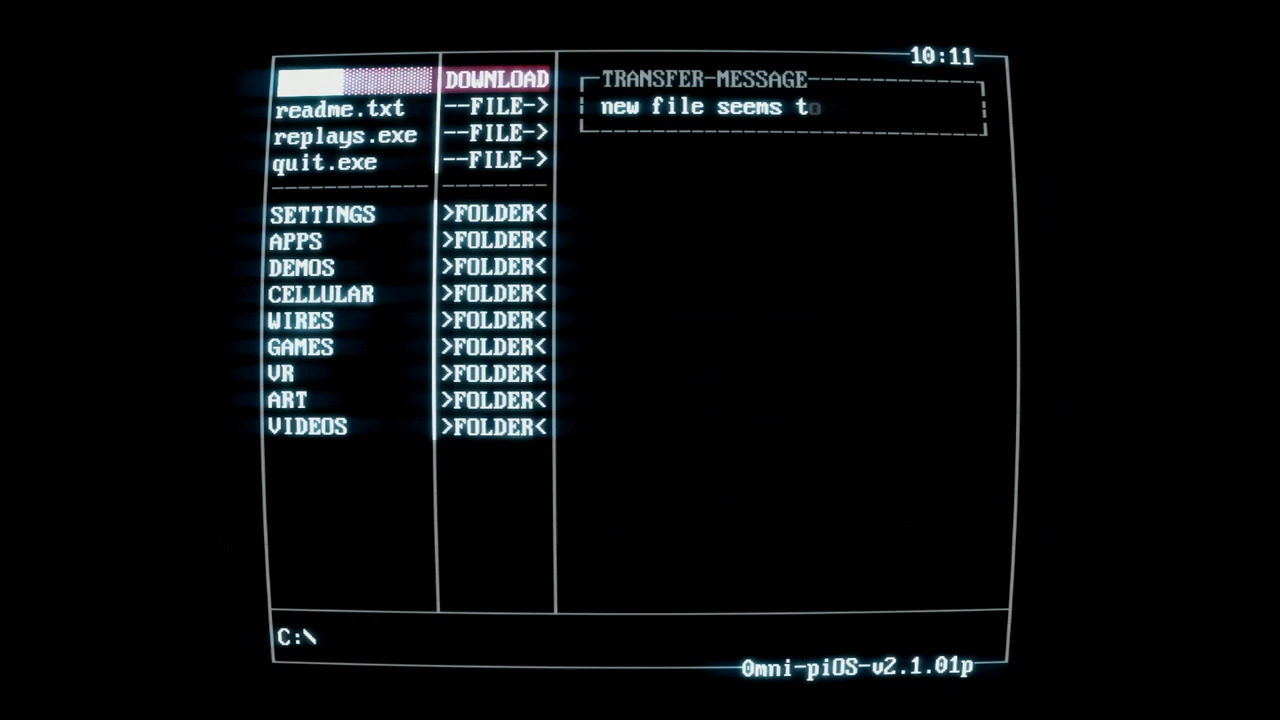 10:11
DOWNLOAD
readme.txt --FILE->
replays.exe --FILE->
quit.exe --FILE->
SETTINGS >FOLDER<
APPS >FOLDER<
DEMOS >FOLDER<
CELLULAR >FOLDER<
WIRES >FOLDER<
GAMES >FOLDER<
VR >FOLDER<
ART >FOLDER<
VIDEOS >FOLDER<
TRANSFER-MESSAGE
new file seems to
C:\
0mni-piOS-v2.1.01p